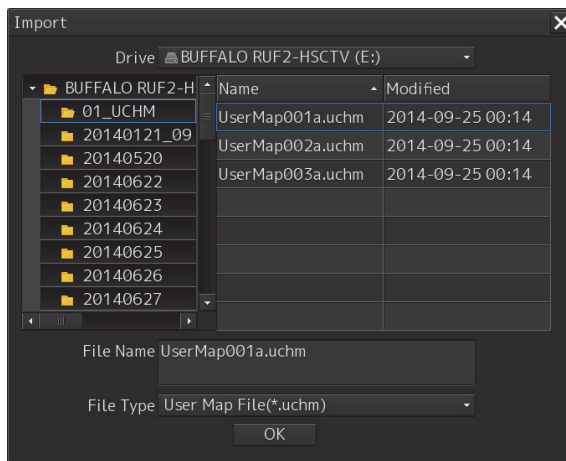 Import
Drive BUFFALO RUF2-HSCTV (E:)
BUFFALO RUF2-H
01_UCHM
20140121_09
20140520
20140622
20140623
20140624
20140625
20140626
20140627
Name Modified
UserMap001a.uchm 2014-09-25 00:14
UserMap002a.uchm 2014-09-25 00:14
UserMap003a.uchm 2014-09-25 00:14
File Name UserMap001a.uchm
File Type User Map File(*.uchm)
OK